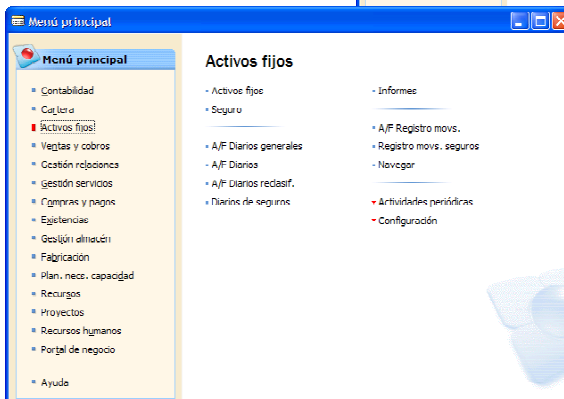 Menú principal
Menú principal
Contabilidad
Cartera
Activos fijos
Ventas y cobros
Gestión relaciones
Gestión servicios
Compras y pagos
Existencias
Gestión almacén
Fabricación
Plan. necs. capacidad
Recursos
Proyectos
Recursos humanos
Portal de negocio
Ayuda
Activos fijos
Activos fijos
Seguro
A/F Diarios generales
A/F Diarios
A/F Diarios reclasif.
Diarios de seguros
Informes
A/F Registro movs.
Registro movs. seguros
Navegar
Actividades periódicas
Configuración